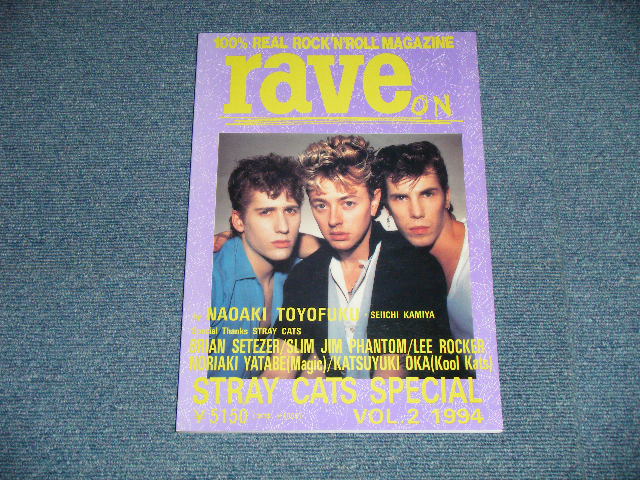 100% REAL ROCK N'ROLL MAGAZINE
rave ON
NAOAKI TOYOFUKU · SEIICHI KAMIYA
Special Thanks STRAY CATS
BRIAN SETEZER/SLIM JIM PHANTOM/LEE ROCKER
NORIAKI YATABE(Magic)/KATSUYUKI OKA(Kool Kats)
STRAY CATS SPECIAL
¥5150
VOL.2 1994